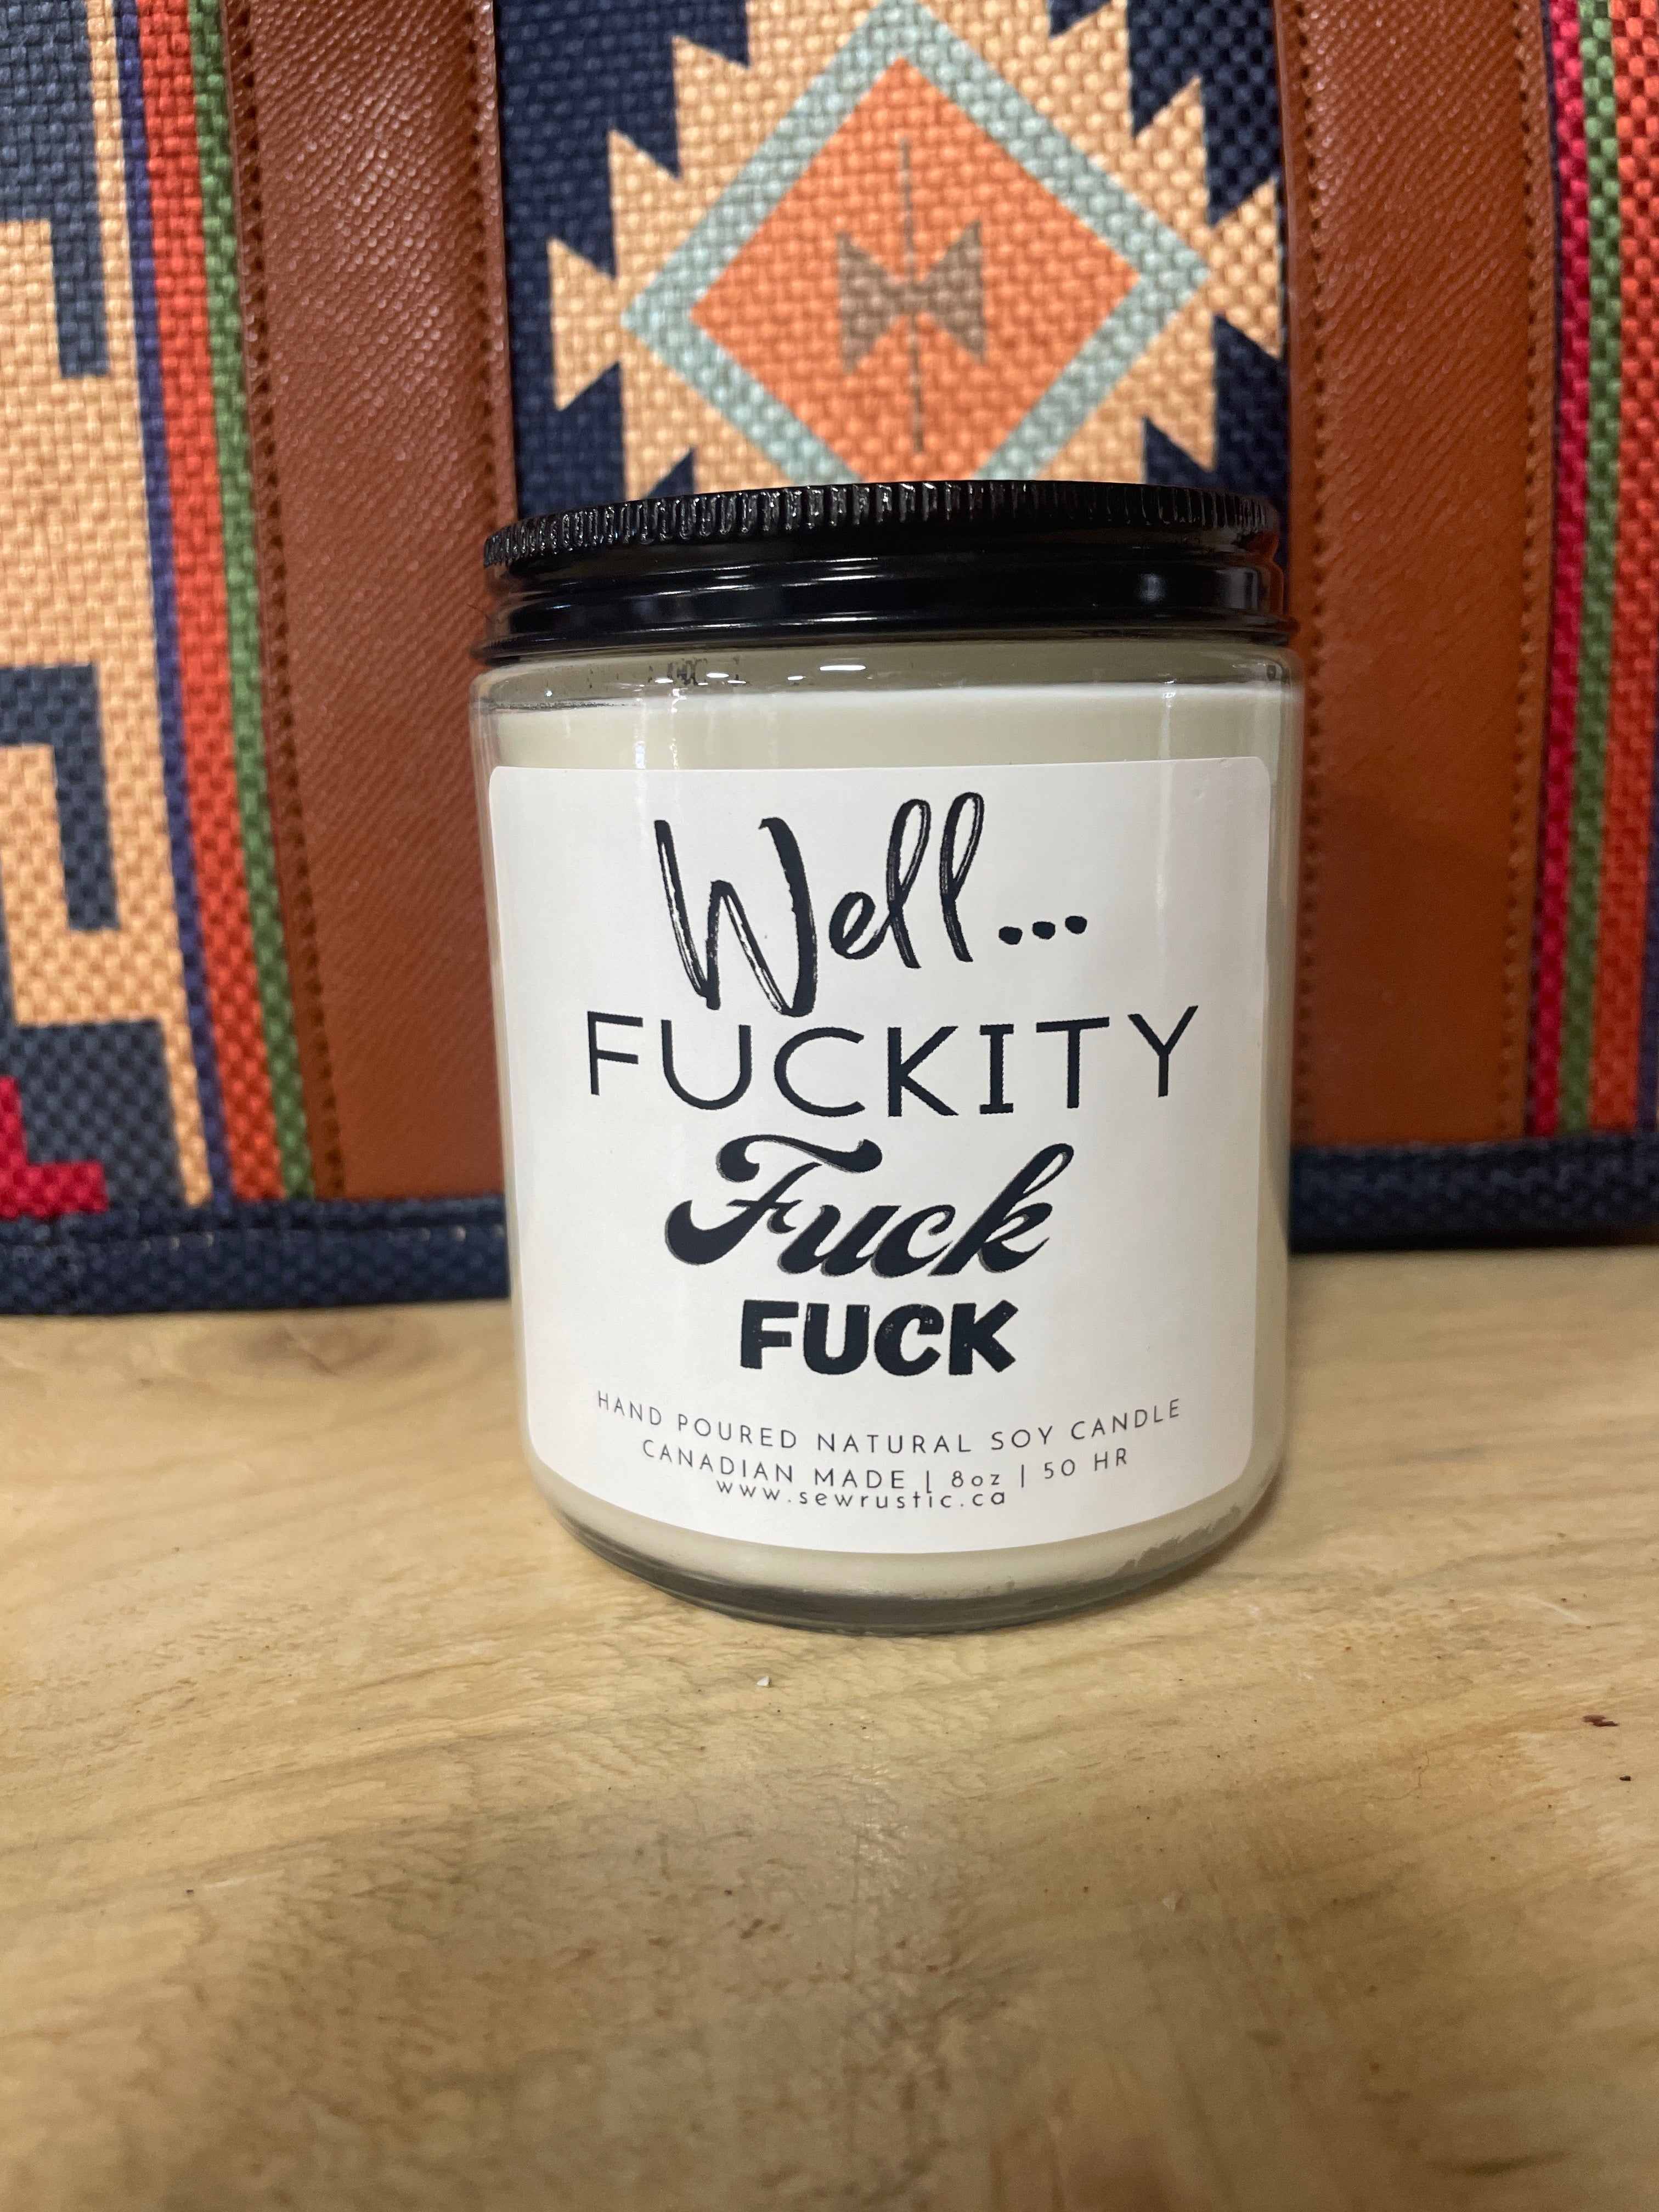 Well...
FUCKITY
Fuck
FUCK
HAND POURED NATURAL SOY CANDLE
CANADIAN MADE | 8oz | 50 HR
www.sewrustic.ca